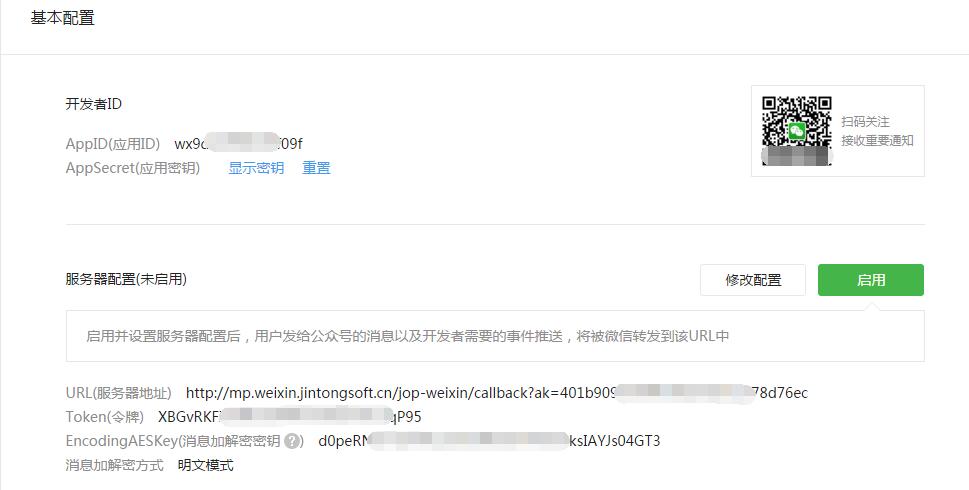 基本配置
开发者ID
AppID(应用ID) wx9 f09f
AppSecret(应用密钥) 显示密钥 重置
扫码关注
接收重要通知
服务器配置(未启用) 修改配置 启用
启用并设置服务器配置后，用户发给公众号的消息以及开发者需要的事件推送，将被微信转发到该URL中
URL(服务器地址) http://mp.weixin.jintongsoft.cn/jop-weixin/callback?ak=401b909 78d76ec
Token(令牌) XBGvRKF qP95
EncodingAESKey(消息加解密密钥 ?) d0peR ksIAYJs04GT3
消息加解密方式 明文模式